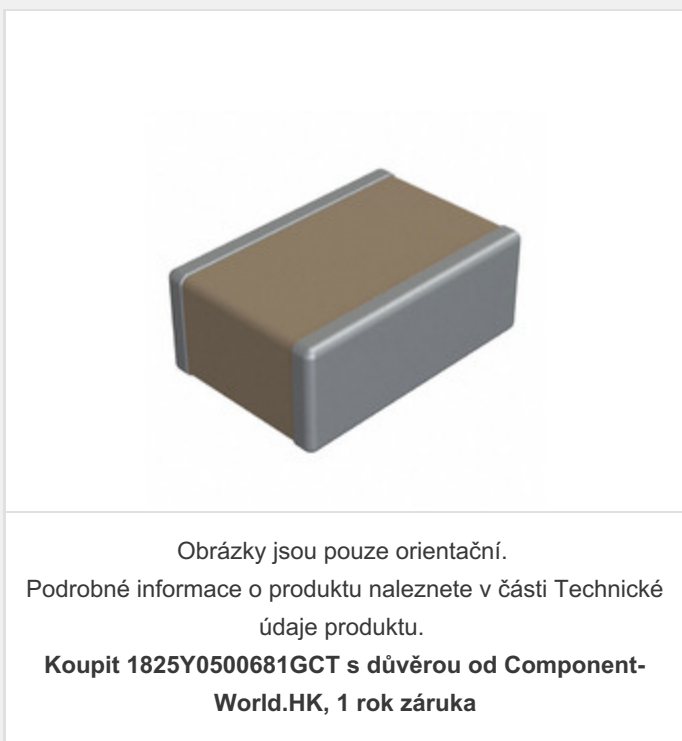 Obrázky jsou pouze orientační.
Podrobné informace o produktu naleznete v části Technické
údaje produktu.
Koupit 1825Y0500681GCT s důvěrou od Component-
World.HK, 1 rok záruka